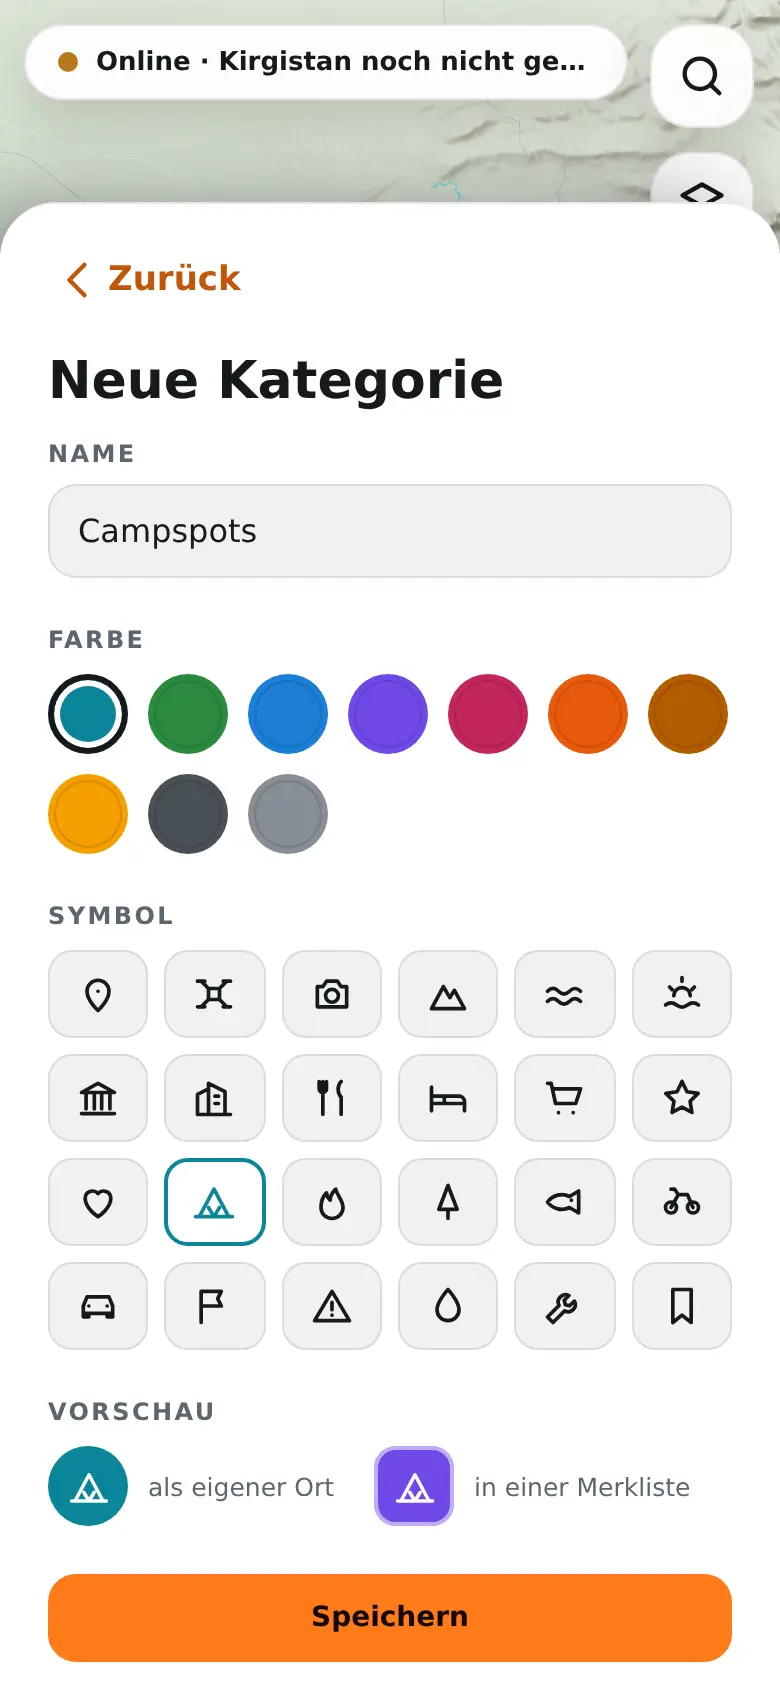 Online · Kirgistan noch nicht ge...
Zurück
Neue Kategorie
NAME
Campspots
FARBE
SYMBOL
VORSCHAU
als eigener Ort
in einer Merkliste
Speichern